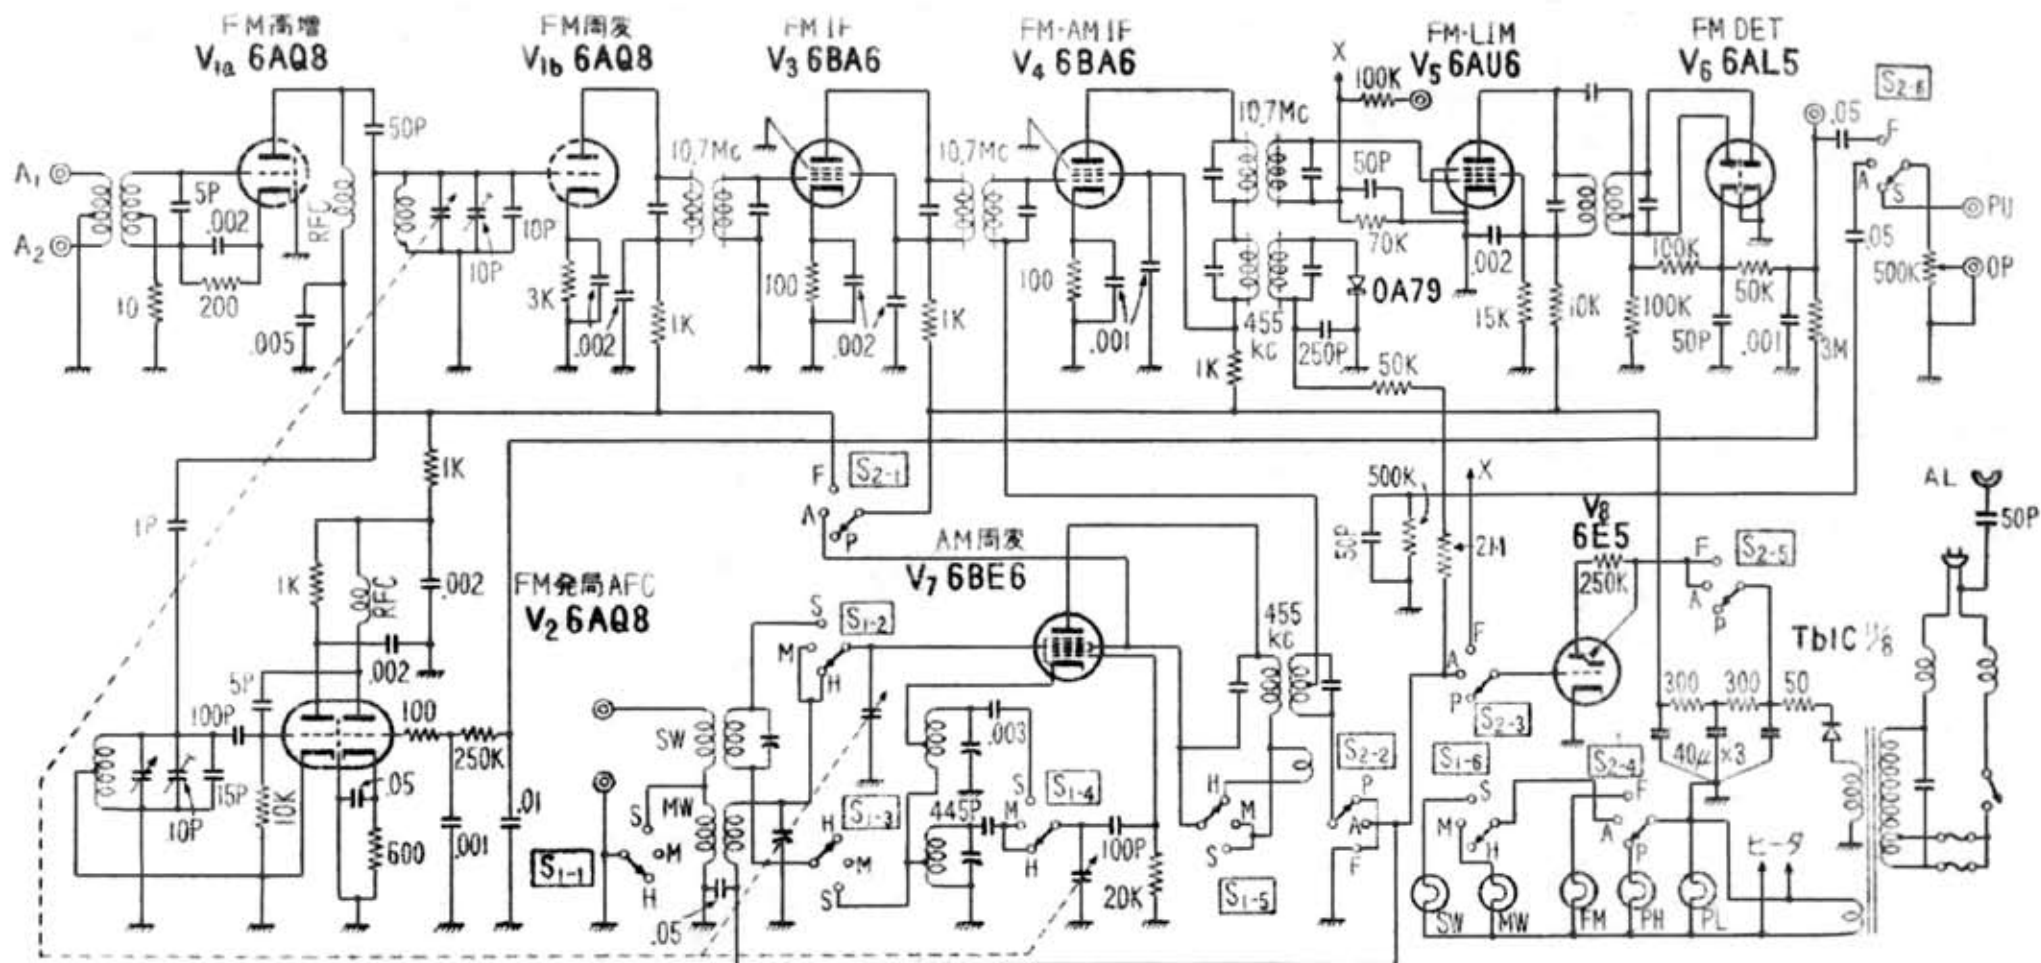 FM高増
V1a 6AQ8
FM周変
V1b 6AQ8
FM IF
V3 6BA6
FM-AM IF
V4 6BA6
FM-LIM
V5 6AU6
FM DET
V6 6AL5
X
100K
S2-6
10.7Mc
10.7Mc
10.7Mc
50P
.05
F
A1
A2
5P
.002
200
10
RFC
.005
10P
10P
3K
.002
1K
100
.002
1K
100
.001
1K
455
kc
50P
70K
OA79
250P
50K
.002
15K
10K
100K
100K
50K
50P
.001
3M
A
S
PU
.05
500K
OP
1K
1P
1K
RFC
.002
.002
F
S2-1
A
P
AM周変
V7 6BE6
FM発局AFC
V2 6AQ8
500K
X
50P
2M
V8
6E5
250K
F
S2-5
A
P
AL
50P
TbIC
5P
100P
100
250K
15P
10P
10K
.05
600
.001
.01
S
S1-2
M
H
SW
MW
S
M
H
S1-1
.05
H
S1-3
M
S
.003
445P
S
S1-4
M
H
100P
20K
455
kc
H
M
S
S1-5
S2-2
P
A
F
F
A
P
S2-3
S1-6
S
M
H
S2-4
F
A
P
300
300
50
40μ×3
ヒータ
SW
MW
FM
PH
PL